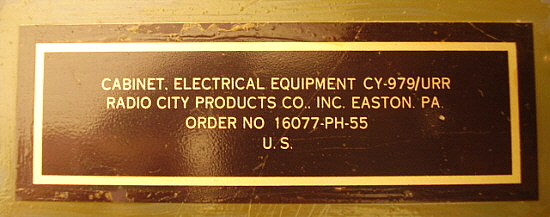 CABINET, ELECTRICAL EQUIPMENT CY-979/URR
RADIO CITY PRODUCTS CO., INC. EASTON, PA.
ORDER NO 16077-PH-55
U. S.